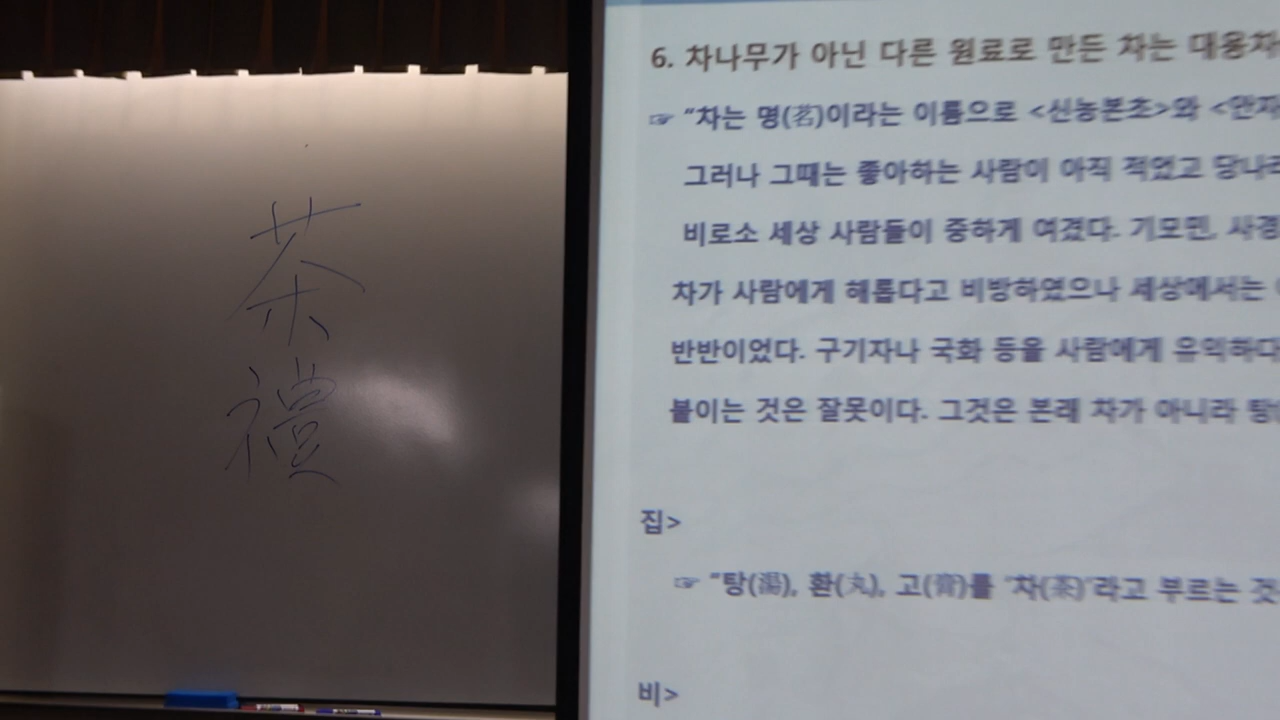 茶
禮
6. 차나무가 아닌 다른 원료로 만든 차는 대용차
☞ “차는 명(茗)이라는 이름으로 <신농본초>와 <안자
그러나 그때는 좋아하는 사람이 아직 적었고 당나라
비로소 세상 사람들이 중하게 여겼다. 기모민, 사경
차가 사람에게 해롭다고 비방하였으나 세상에서는
반반이었다. 구기자나 국화 등을 사람에게 유익하다
붙이는 것은 잘못이다. 그것은 본래 차가 아니라 탕
집>
☞ “탕(湯), 환(丸), 고(膏)를 ‘차(茶)’라고 부르는 것
비>